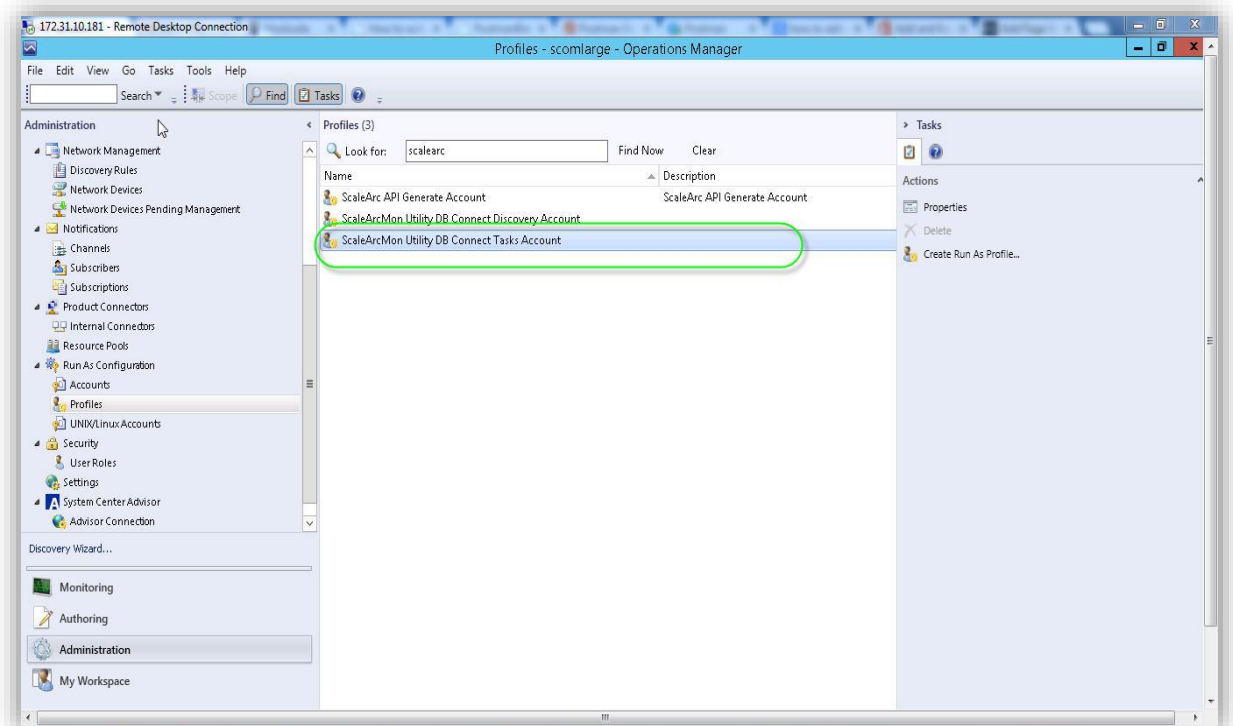 172.31.10.181 - Remote Desktop Connection
Profiles - scomlarge - Operations Manager
File Edit View Go Tasks Tools Help
Search Scope Find Tasks
Administration
Network Management
Discovery Rules
Network Devices
Network Devices Pending Management
Notifications
Channels
Subscribers
Subscriptions
Product Connectors
Internal Connectors
Resource Pools
Run As Configuration
Accounts
Profiles
UNIX/Linux Accounts
Security
User Roles
Settings
System Center Advisor
Advisor Connection
Discovery Wizard...
Monitoring
Authoring
Administration
My Workspace
Profiles (3)
Look for: scalearc Find Now Clear
Name Description
ScaleArc API Generate Account ScaleArc API Generate Account
ScaleArcMon Utility DB Connect Discovery Account
ScaleArcMon Utility DB Connect Tasks Account
Tasks
Actions
Properties
Delete
Create Run As Profile...